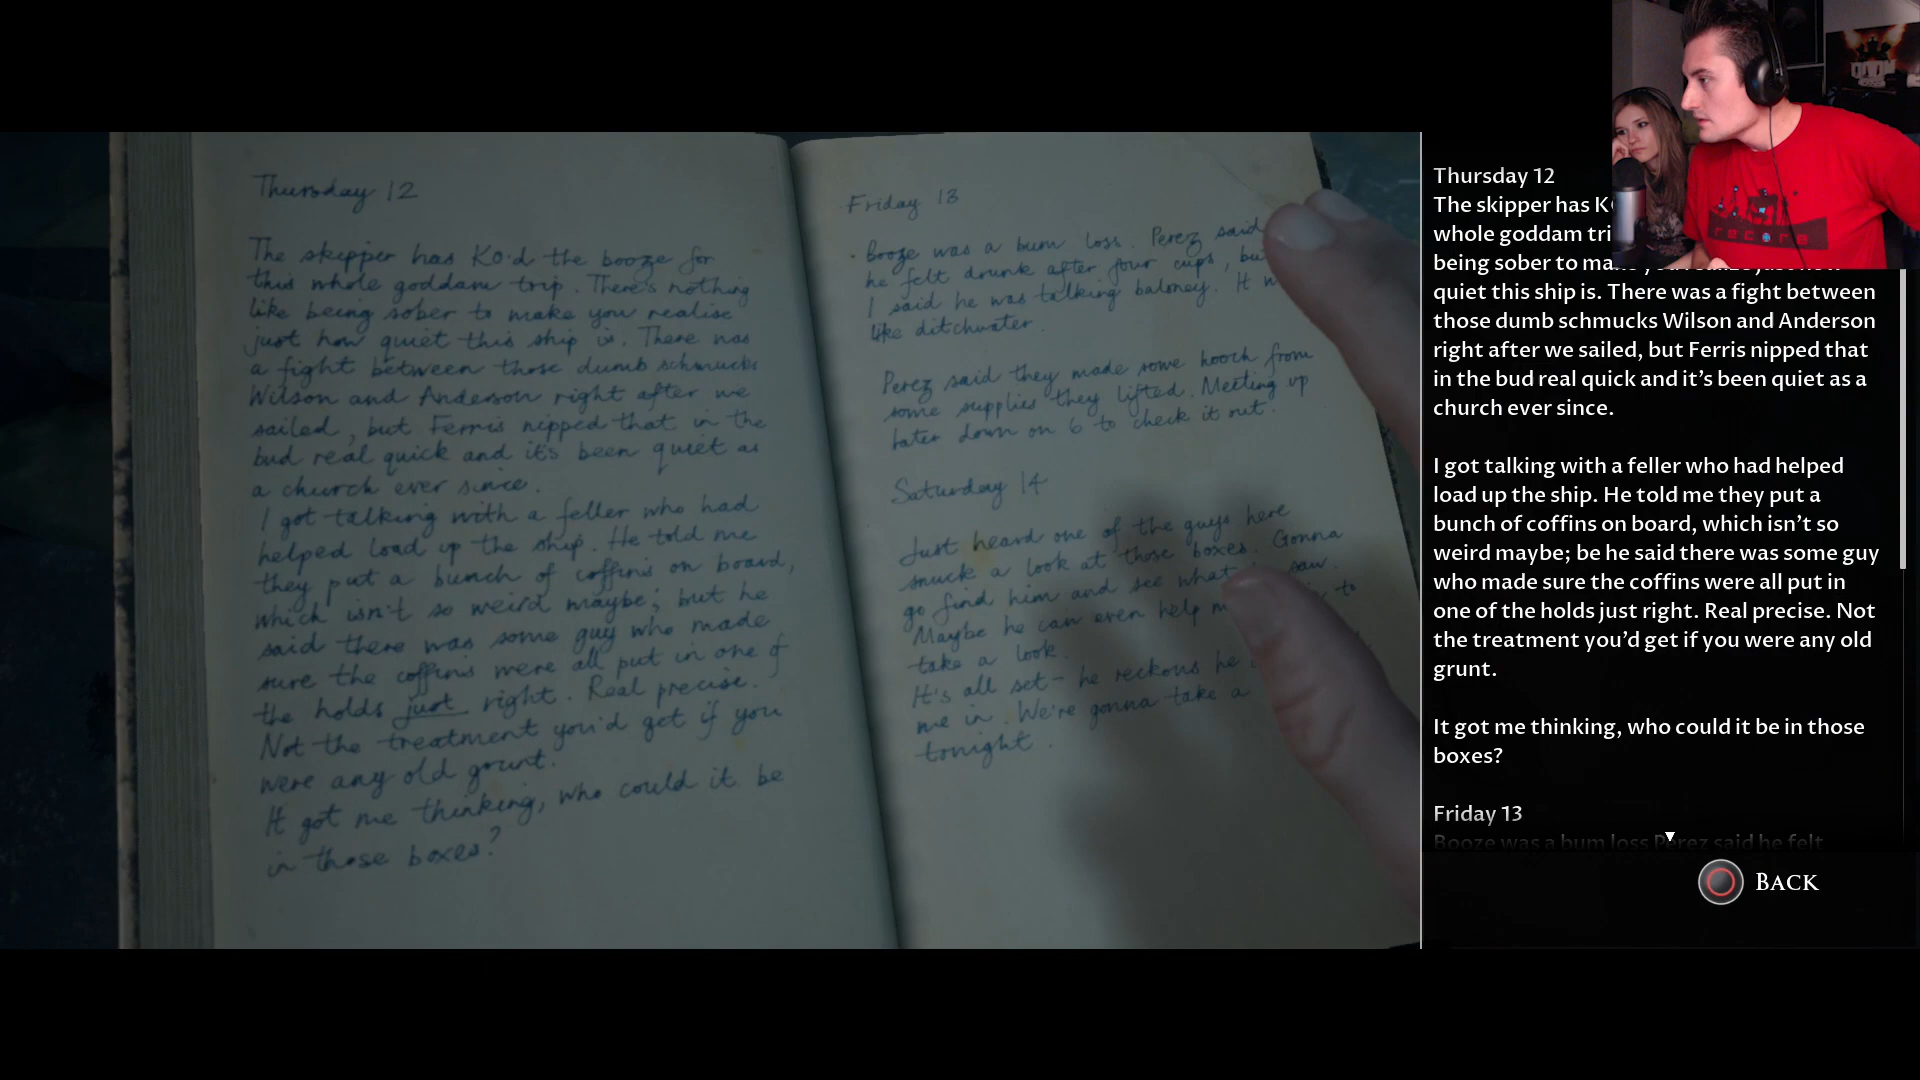 Thursday 12
The skipper has KO'd the booze for
this whole goddam trip. There's nothing
like being sober to make you realise
just how quiet this ship is. There was
a fight between those dumb schmucks
Wilson and Anderson right after we
sailed, but Ferris nipped that in the
bud real quick and it's been quiet as
a church ever since.
I got talking with a feller who had
helped load up the ship. He told me
they put a bunch of coffins on board,
which isn't so weird maybe; but he
said there was some guy who made
sure the coffins were all put in one of
the holds just right. Real precise.
Not the treatment you'd get if you
were any old grunt.
It got me thinking, who could it be
in those boxes?
Friday 13
Booze was a bum loss. Perez said
he felt drunk after four cups, bu
I said he was talking baloney. It w
like ditchwater.
Perez said they made some hooch from
some supplies they lifted. Meeting up
later down on 6 to check it out.
Saturday 14
Just heard one of the guys here
snuck a look at those boxes. Gonna
go find him and see what saw.
Maybe he can even help m to
take a look.
It's all set - he reckons he
me in. We're gonna take a
tonight.
Thursday 12
The skipper has K
whole goddam tri
being sober to make you
quiet this ship is. There was a fight between
those dumb schmucks Wilson and Anderson
right after we sailed, but Ferris nipped that
in the bud real quick and it's been quiet as a
church ever since.
I got talking with a feller who had helped
load up the ship. He told me they put a
bunch of coffins on board, which isn't so
weird maybe; be he said there was some guy
who made sure the coffins were all put in
one of the holds just right. Real precise. Not
the treatment you'd get if you were any old
grunt.
It got me thinking, who could it be in those
boxes?
Friday 13
Booze was a bum loss Perez said he felt
BACK
recore